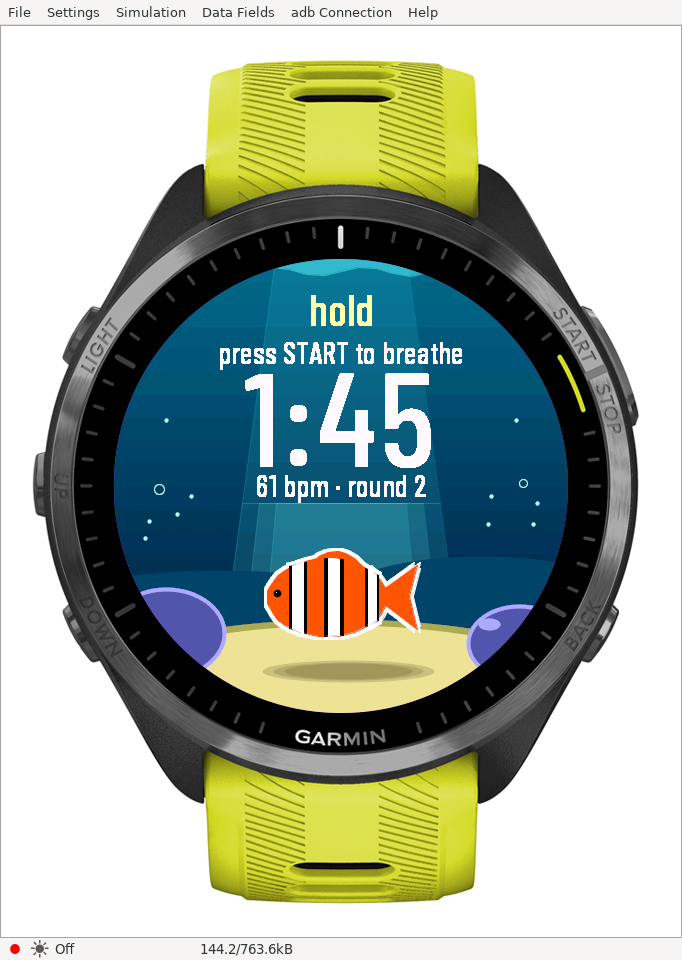 File Settings Simulation Data Fields adb Connection Help
hold
press START to breathe
1:45
61 bpm · round 2
LIGHT
UP
DOWN
START
STOP
BACK
GARMIN
Off 144.2/763.6kB